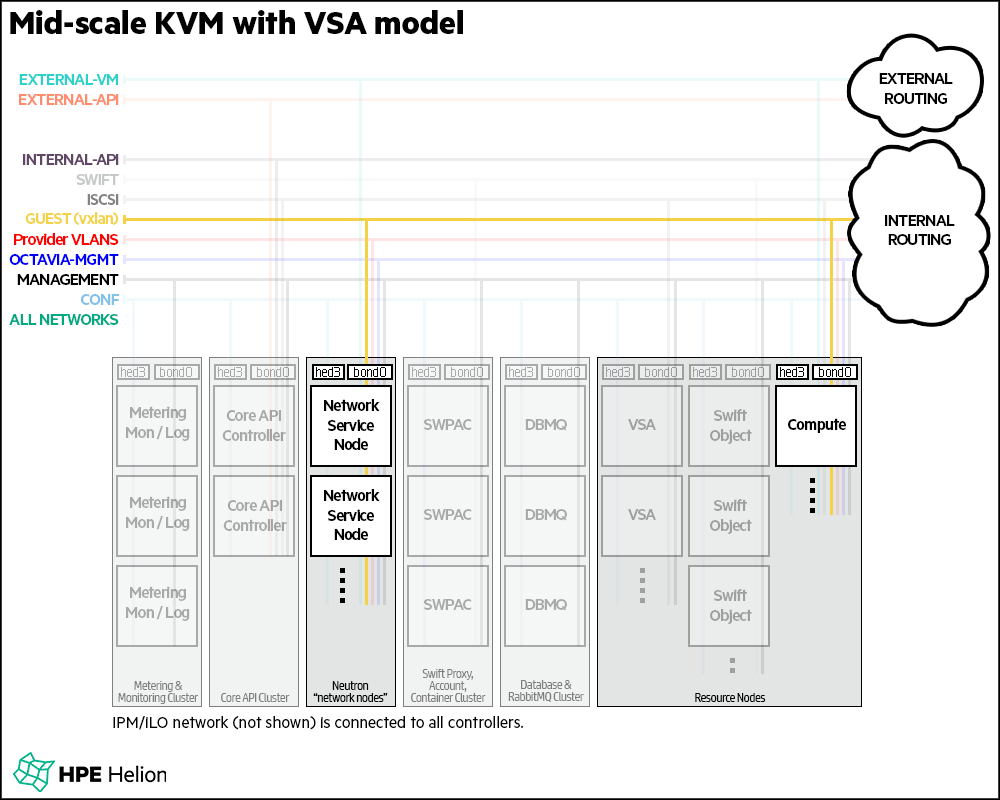 Mid-scale KVM with VSA model
EXTERNAL-VM
EXTERNAL-API
EXTERNAL
ROUTING
INTERNAL-API
SWIFT
ISCSI
GUEST (vxlan)
Provider VLANS
OCTAVIA-MGMT
MANAGEMENT
CONF
ALL NETWORKS
INTERNAL
ROUTING
hed3 bond0 hed3 bond0 hed3 bond0 hed3 bond0 hed3 bond0 hed3 bond0 hed3 bond0 hed3 bond0
Metering
Mon / Log
Core API
Controller
Network
Service
Node
SWPAC
DBMQ
VSA
Swift
Object
Compute
Metering
Mon / Log
Core API
Controller
Network
Service
Node
SWPAC
DBMQ
VSA
Swift
Object
Metering
Mon / Log
SWPAC
DBMQ
Swift
Object
Metering &
Monitoring Cluster
Core API Cluster
Neutron
"network nodes"
Swift Proxy,
Account,
Container Cluster
Database &
RabbitMQ Cluster
Resource Nodes
IPM/ILO network (not shown) is connected to all controllers.
HPE Helion